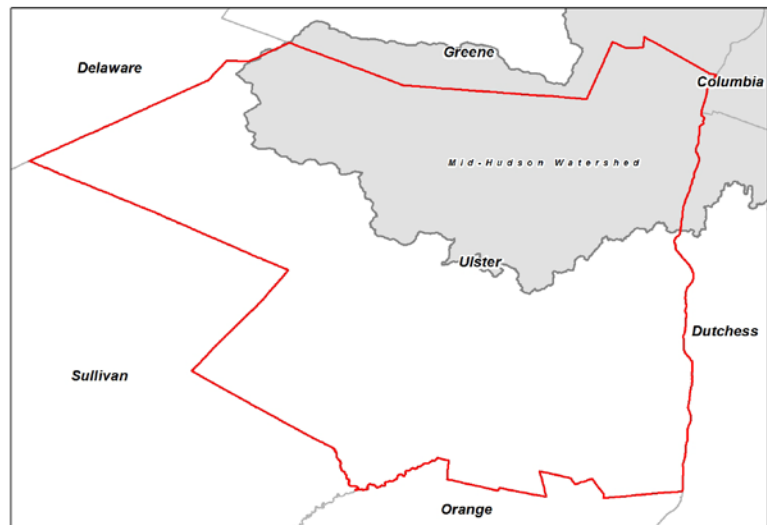 Greene
Delaware
Columbia
Mid-Hudson Watershed
Ulster
Dutchess
Sullivan
Orange